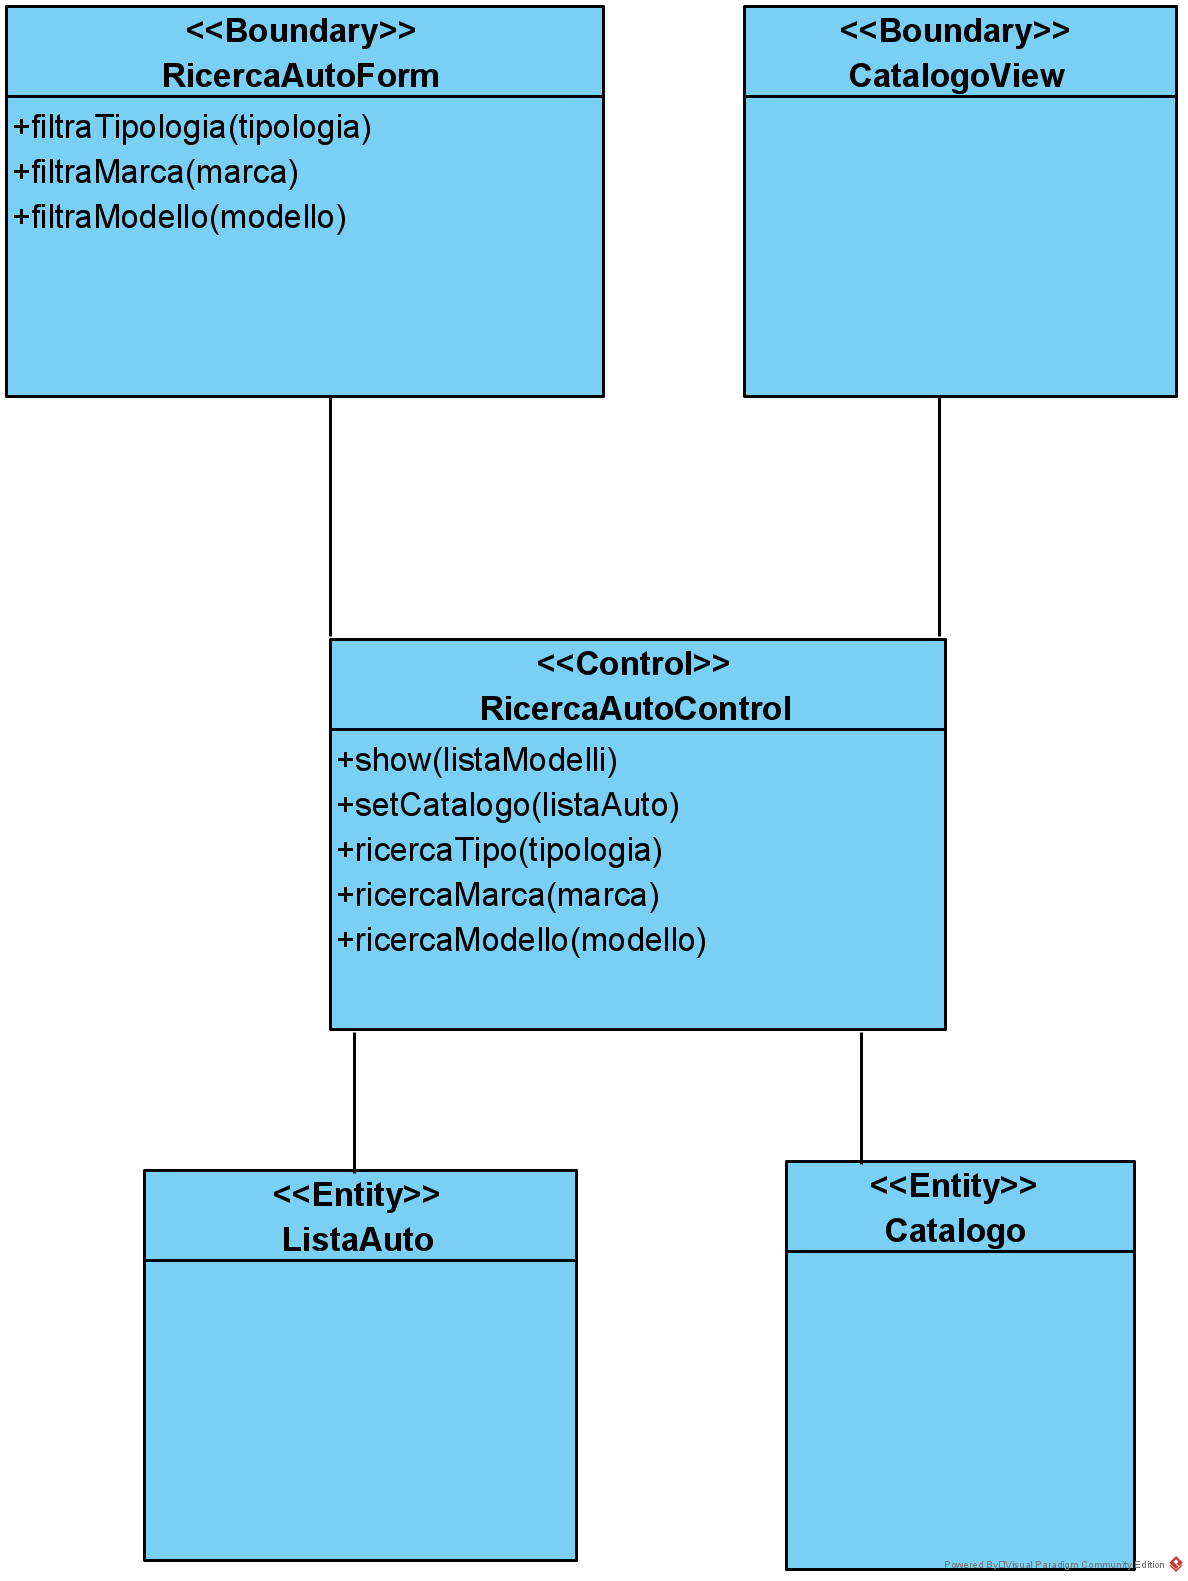 <<Boundary>>
RicercaAutoForm
+filtraTipologia(tipologia)
+filtraMarca(marca)
+filtraModello(modello)
<<Boundary>>
CatalogoView
<<Control>>
RicercaAutoControl
+show(listaModelli)
+setCatalogo(listaAuto)
+ricercaTipo(tipologia)
+ricercaMarca(marca)
+ricercaModello(modello)
<<Entity>>
ListaAuto
<<Entity>>
Catalogo
Powered By□Visual Paradigm Community Edition